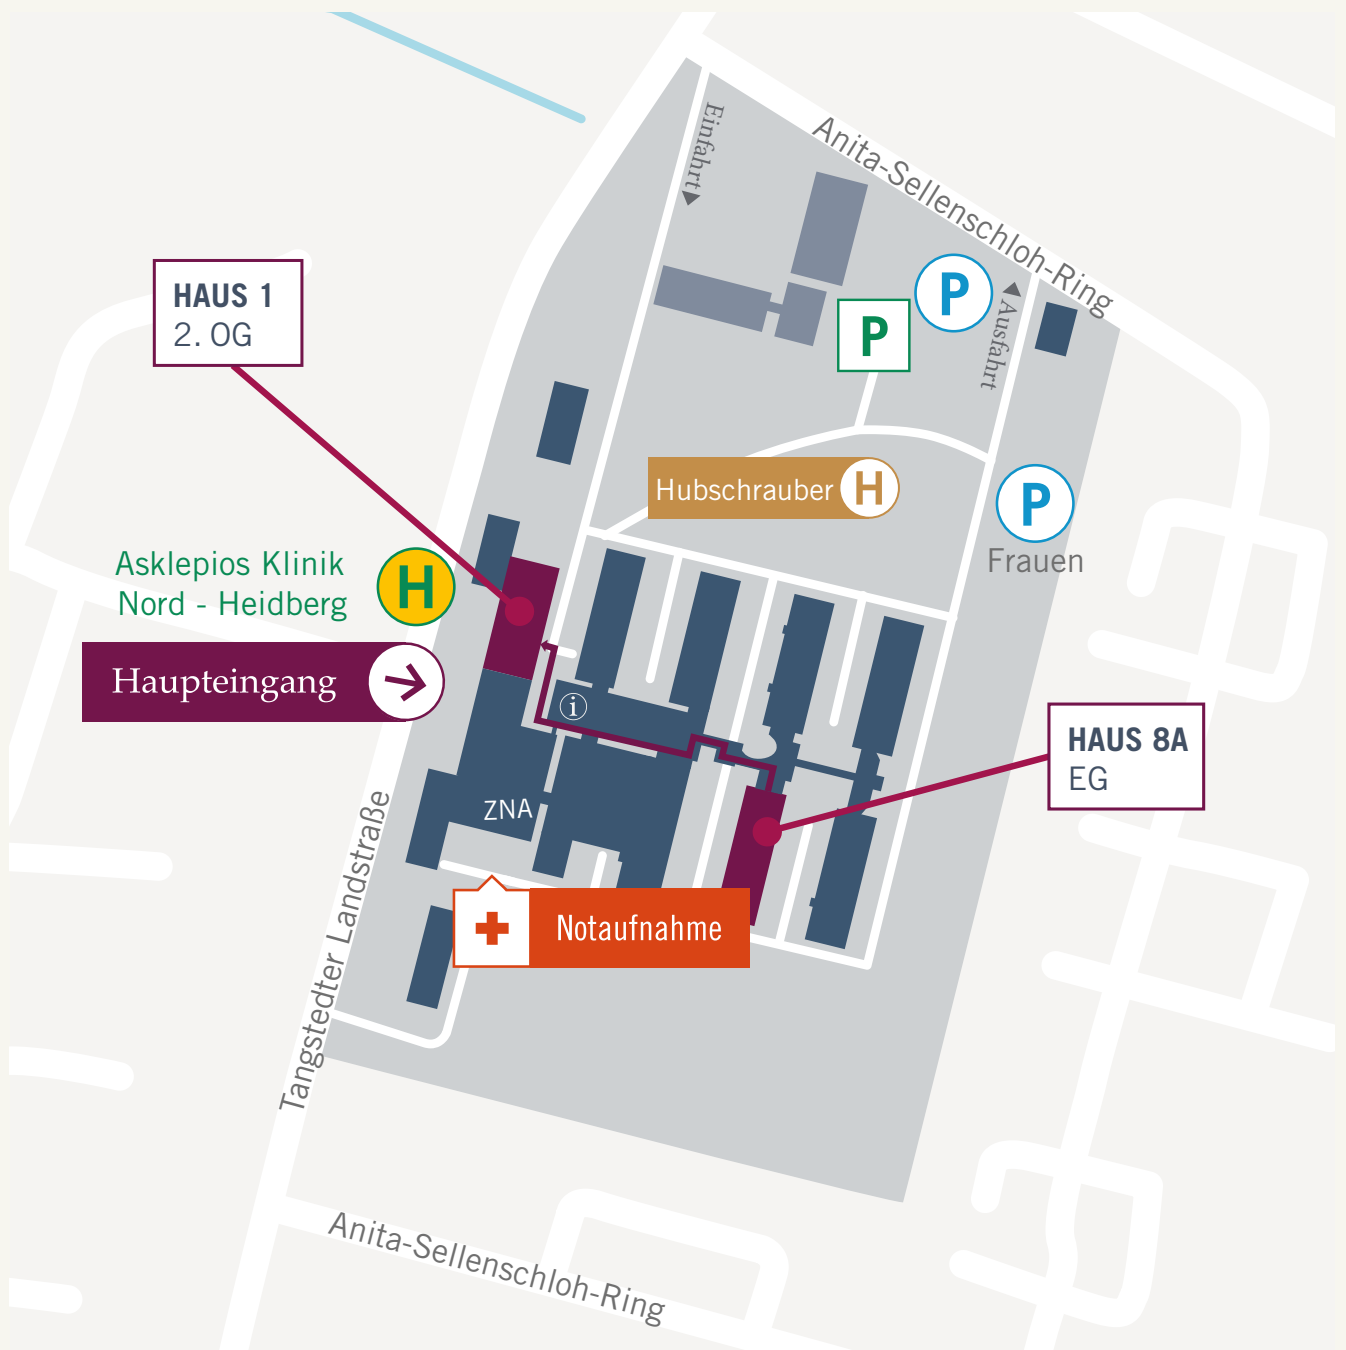 Einfahrt
Anita-Sellenschloh-Ring
P
P
Ausfahrt
HAUS 1
2. OG
Hubschrauber H
P
Frauen
Asklepios Klinik
Nord - Heidberg
H
Haupteingang
i
HAUS 8A
EG
ZNA
Notaufnahme
Tangstedter Landstraße
Anita-Sellenschloh-Ring